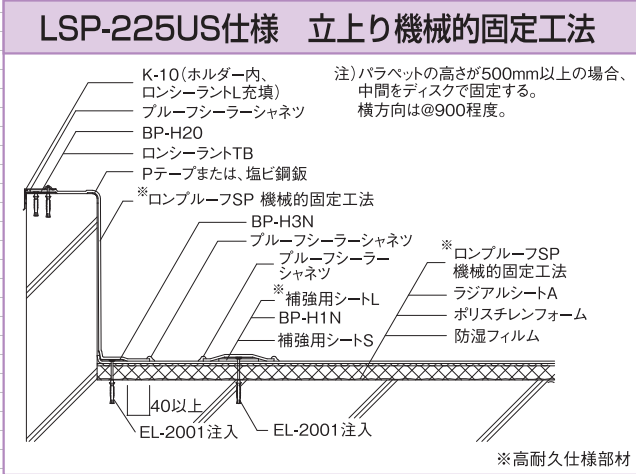 LSP-225US仕様　立上り機械的固定工法
K-10(ホルダー内、
ロンシーラントL充填)
プルーフシーラーシャネツ
BP-H20
ロンシーラントTB
Pテープまたは、塩ビ鋼鈑
※ロンプルーフSP 機械的固定工法
注)パラペットの高さが500mm以上の場合、
中間をディスクで固定する。
横方向は@900程度。
BP-H3N
プルーフシーラーシャネツ
プルーフシーラー
シャネツ
※補強用シートL
BP-H1N
補強用シートS
※ロンプルーフSP
機械的固定工法
ラジアルシートA
ポリスチレンフォーム
防湿フィルム
40以上
EL-2001注入
EL-2001注入
※高耐久仕様部材